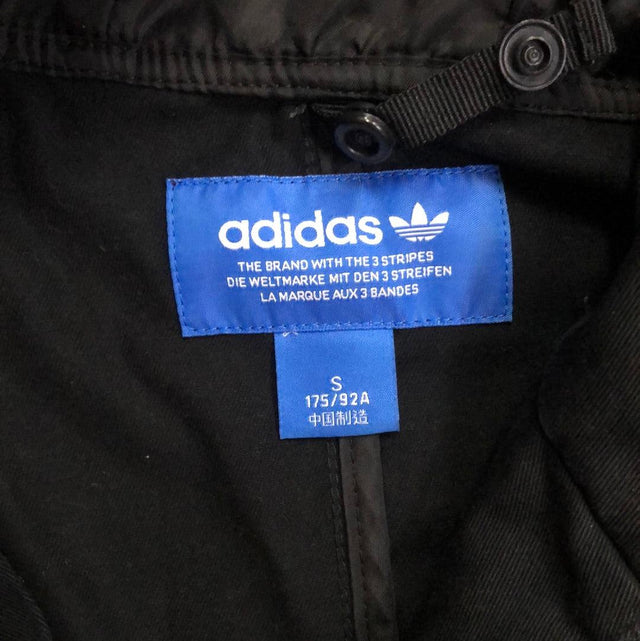 adidas
THE BRAND WITH THE 3 STRIPES
DIE WELTMARKE MIT DEN 3 STREIFEN
LA MARQUE AUX 3 BANDES
S
175/92A
中国制造